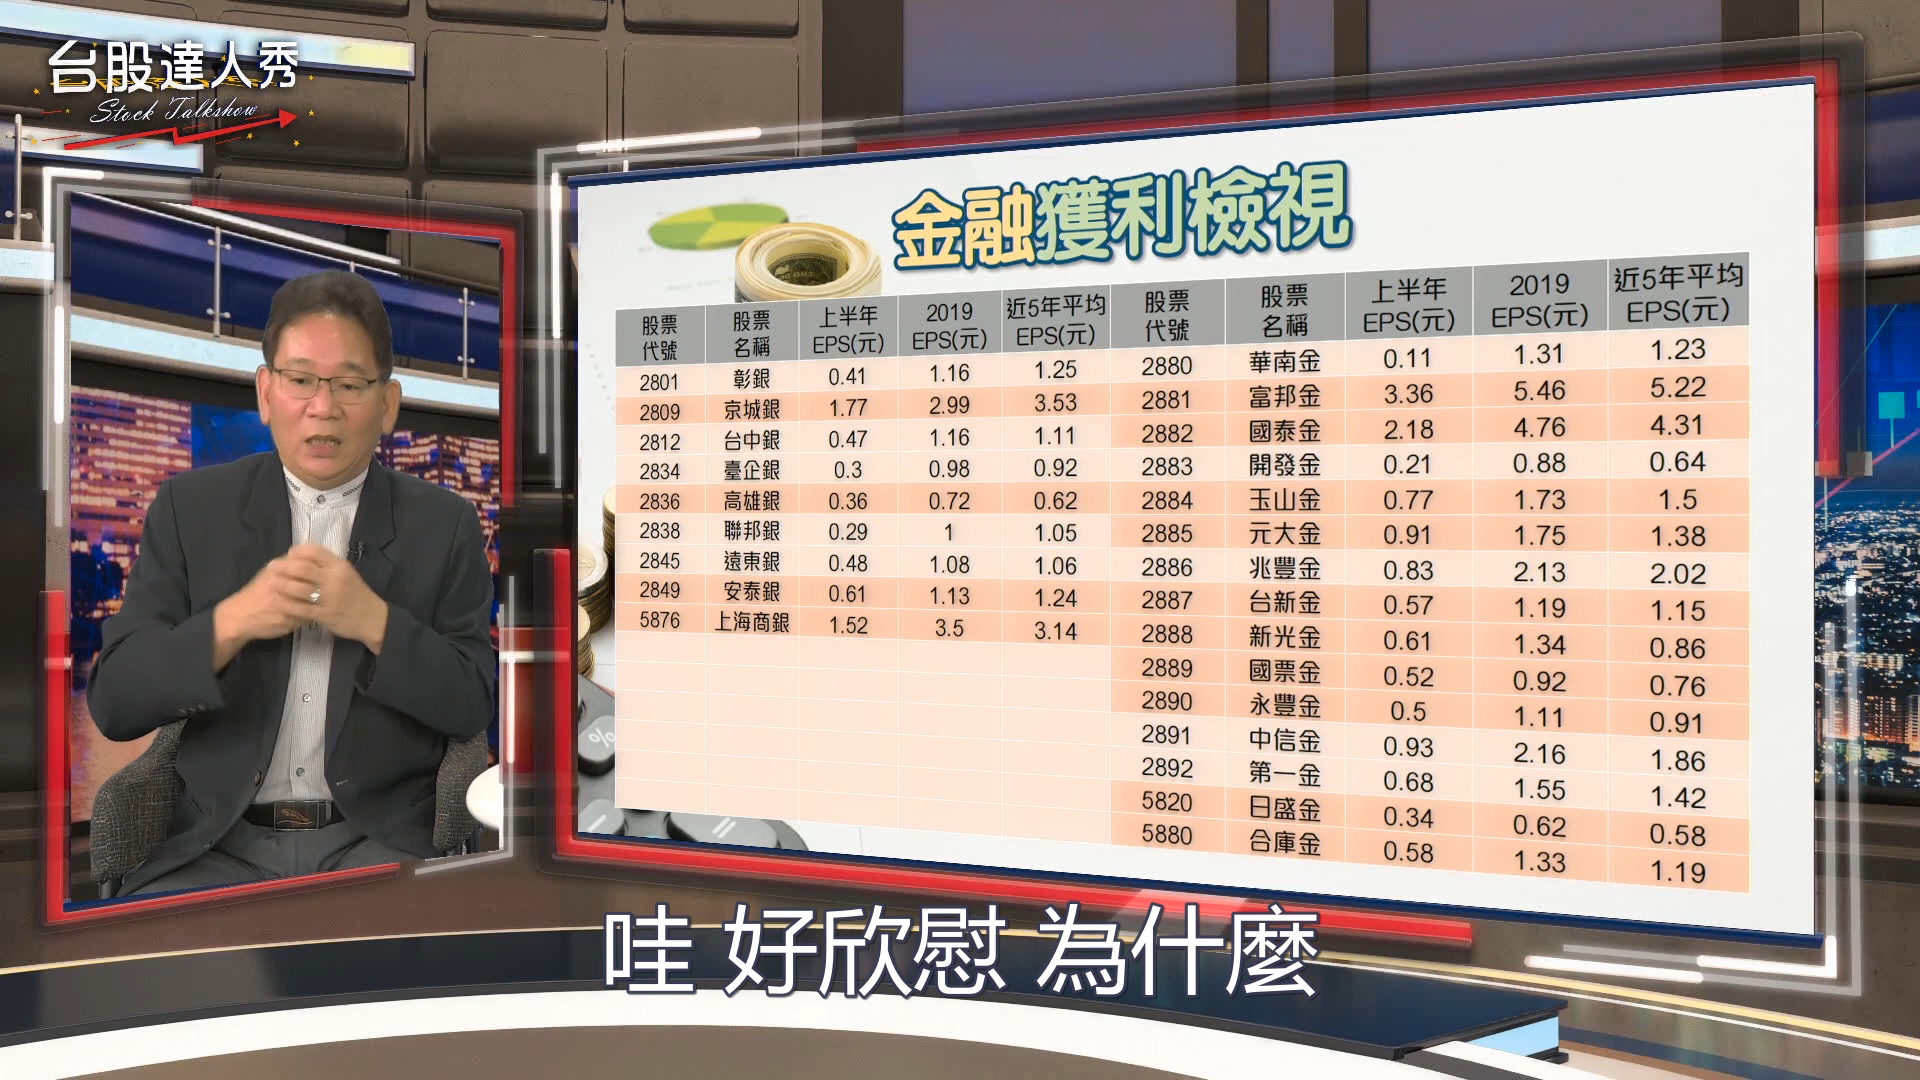 台股達人秀
Stock Talkshow
金融獲利檢視
股票代號 股票名稱 上半年EPS(元) 2019EPS(元) 近5年平均EPS(元)
2801 彰銀 0.41 1.16 1.25
2809 京城銀 1.77 2.99 3.53
2812 台中銀 0.47 1.16 1.11
2834 臺企銀 0.3 0.98 0.92
2836 高雄銀 0.36 0.72 0.62
2838 聯邦銀 0.29 1 1.05
2845 遠東銀 0.48 1.08 1.06
2849 安泰銀 0.61 1.13 1.24
5876 上海商銀 1.52 3.5 3.14
股票代號 股票名稱 上半年EPS(元) 2019EPS(元) 近5年平均EPS(元)
2880 華南金 0.11 1.31 1.23
2881 富邦金 3.36 5.46 5.22
2882 國泰金 2.18 4.76 4.31
2883 開發金 0.21 0.88 0.64
2884 玉山金 0.77 1.73 1.5
2885 元大金 0.91 1.75 1.38
2886 兆豐金 0.83 2.13 2.02
2887 台新金 0.57 1.19 1.15
2888 新光金 0.61 1.34 0.86
2889 國票金 0.52 0.92 0.76
2890 永豐金 0.5 1.11 0.91
2891 中信金 0.93 2.16 1.86
2892 第一金 0.68 1.55 1.42
5820 日盛金 0.34 0.62 0.58
5880 合庫金 0.58 1.33 1.19
哇 好欣慰 為什麼